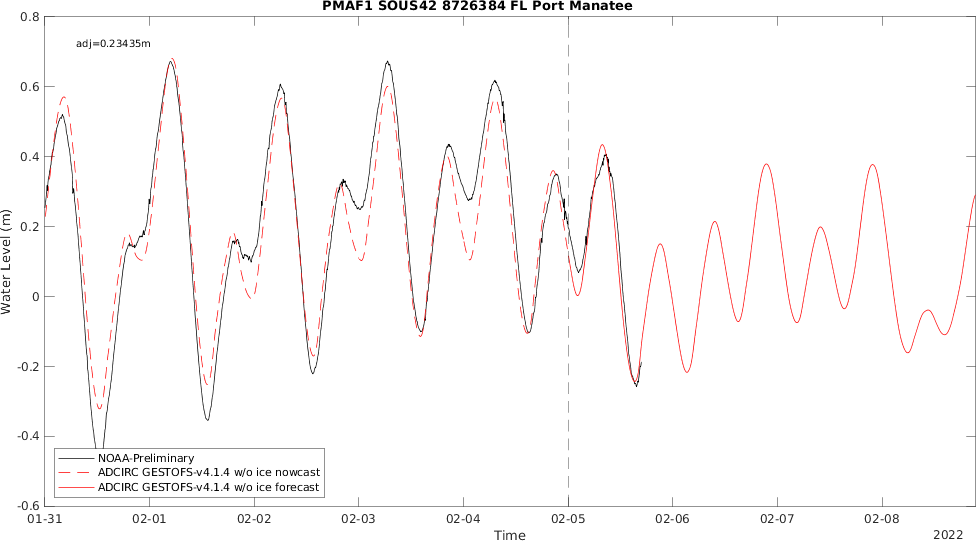 PMAF1 SOUS42 8726384 FL Port Manatee
adj=0.23435m
Water Level (m)
0.8
0.6
0.4
0.2
0
-0.2
-0.4
-0.6
NOAA-Preliminary
ADCIRC GESTOFS-v4.1.4 w/o ice nowcast
ADCIRC GESTOFS-v4.1.4 w/o ice forecast
01-31 02-01 02-02 02-03 02-04 02-05 02-06 02-07 02-08
Time
2022